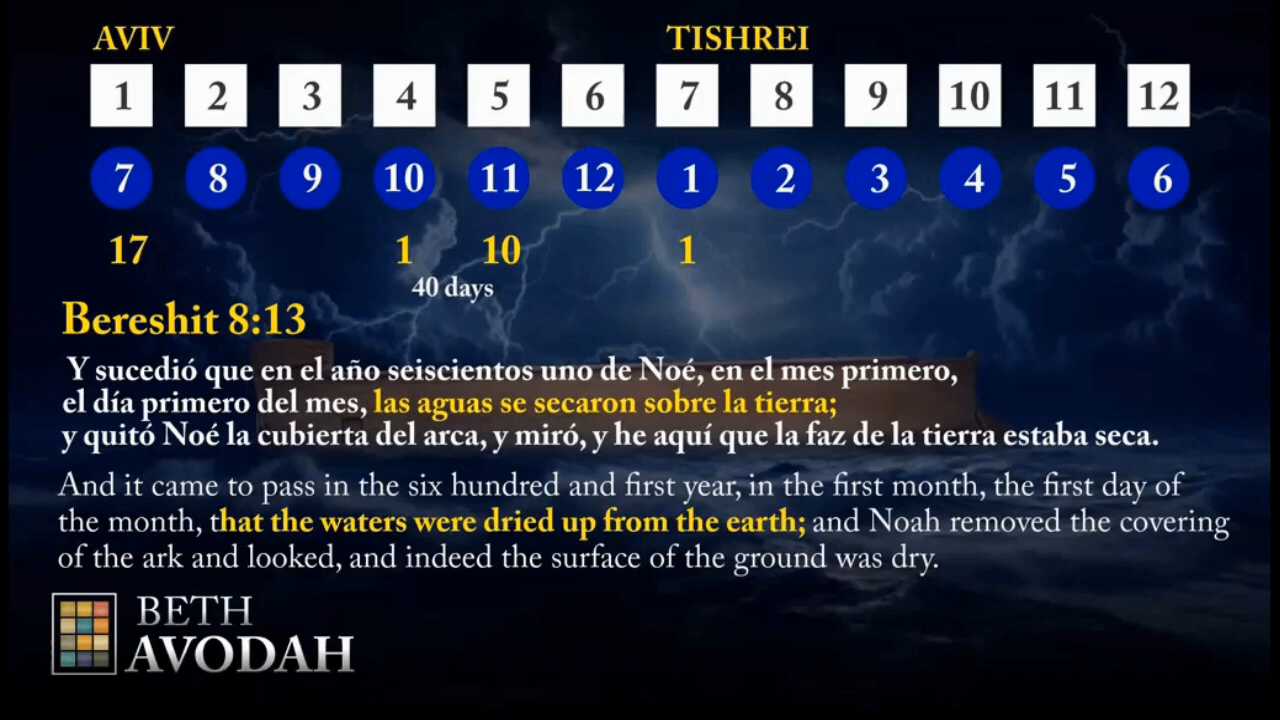 AVIV TISHREI
1 2 3 4 5 6 7 8 9 10 11 12
7 8 9 10 11 12 1 2 3 4 5 6
17 1 10 1
40 days
Bereshit 8:13
Y sucedió que en el año seiscientos uno de Noé, en el mes primero,
el día primero del mes, las aguas se secaron sobre la tierra;
y quitó Noé la cubierta del arca, y miró, y he aquí que la faz de la tierra estaba seca.
And it came to pass in the six hundred and first year, in the first month, the first day of
the month, that the waters were dried up from the earth; and Noah removed the covering
of the ark and looked, and indeed the surface of the ground was dry.
BETH
AVODAH